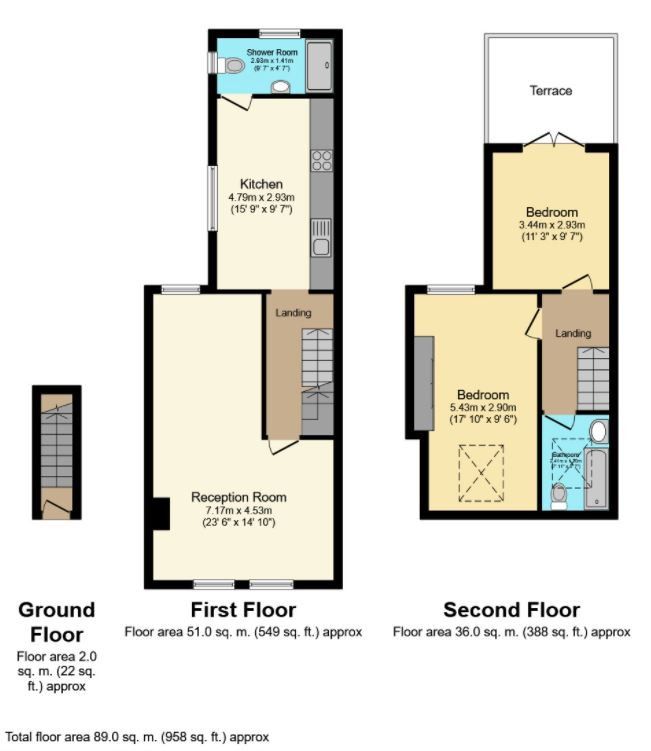 Shower Room
2.93m x 1.41m
(9' 7" x 4' 7")
Kitchen
4.79m x 2.93m
(15' 9" x 9' 7")
Landing
Reception Room
7.17m x 4.53m
(23' 6" x 14' 10")
Terrace
Bedroom
3.44m x 2.93m
(11' 3" x 9' 7")
Landing
Bedroom
5.43m x 2.90m
(17' 10" x 9' 6")
Bathroom
Ground
Floor
Floor area 2.0
sq. m. (22 sq.
ft.) approx
First Floor
Floor area 51.0 sq. m. (549 sq. ft.) approx
Second Floor
Floor area 36.0 sq. m. (388 sq. ft.) approx
Total floor area 89.0 sq. m. (958 sq. ft.) approx